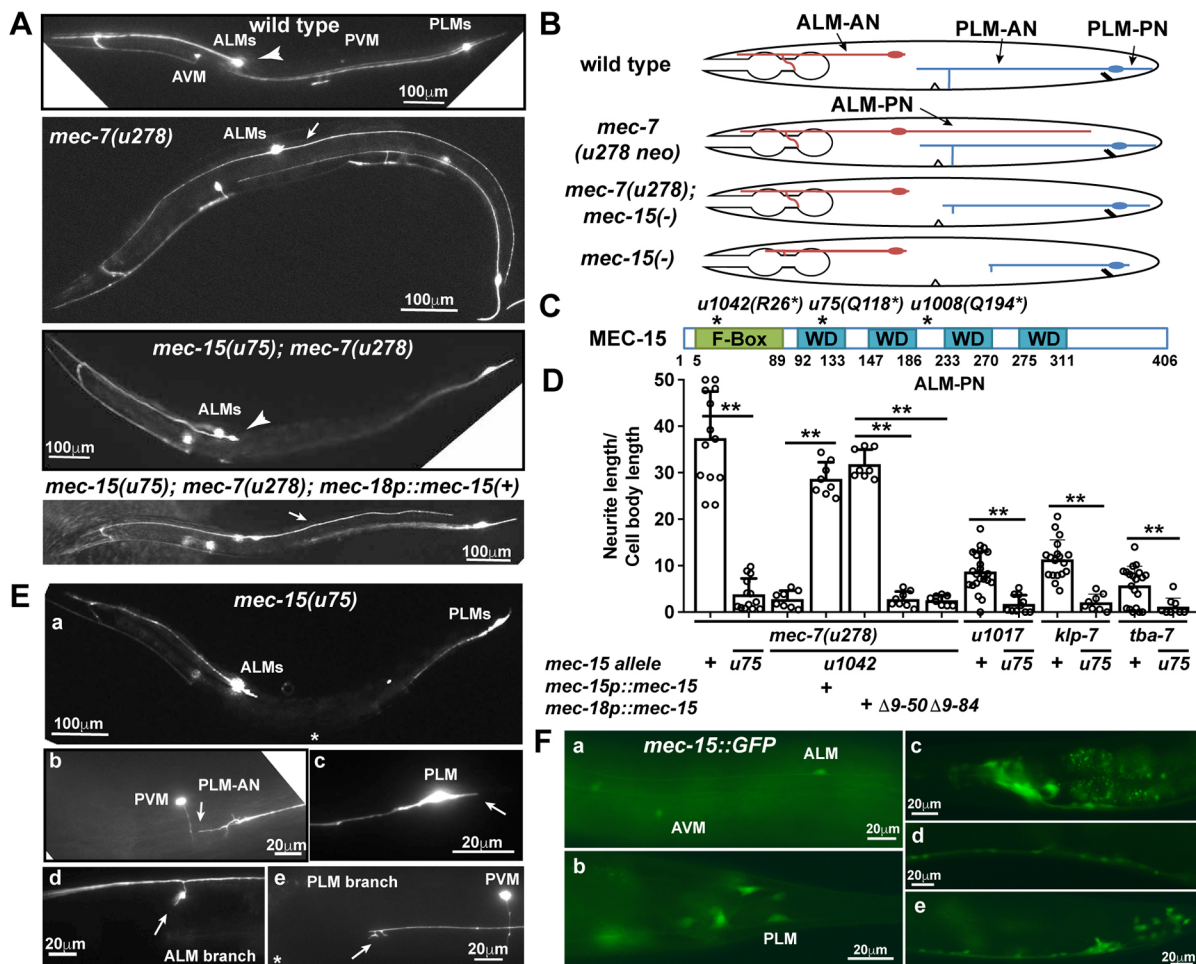 A
wild type
ALMs
PVM
PLMs
AVM
100μm
mec-7(u278)
ALMs
100μm
mec-15(u75); mec-7(u278)
ALMs
100μm
mec-15(u75); mec-7(u278); mec-18p::mec-15(+)
100μm
B
ALM-AN
PLM-AN
PLM-PN
wild type
ALM-PN
mec-7
(u278 neo)
mec-7(u278);
mec-15(-)
mec-15(-)
C
u1042(R26*) u75(Q118*) u1008(Q194*)
* * *
MEC-15
F-Box
WD
WD
WD
WD
1 5 89 92 133 147 186 233 270 275 311 406
D
ALM-PN
Neurite length/
Cell body length
50
40
30
20
10
0
** ** ** ** ** ** **
mec-7(u278)
u1017
klp-7
tba-7
mec-15 allele
+ u75 u1042 + u75 + u75 + u75
mec-15p::mec-15
+
mec-18p::mec-15
+ Δ9-50 Δ9-84
E
a
mec-15(u75)
PLMs
ALMs
100μm
*
b
PVM
PLM-AN
20μm
c
PLM
20μm
d
20μm
ALM branch
e
PLM branch
PVM
*
20μm
F
a
mec-15::GFP
ALM
AVM
20μm
b
PLM
20μm
c
20μm
d
20μm
e
20μm